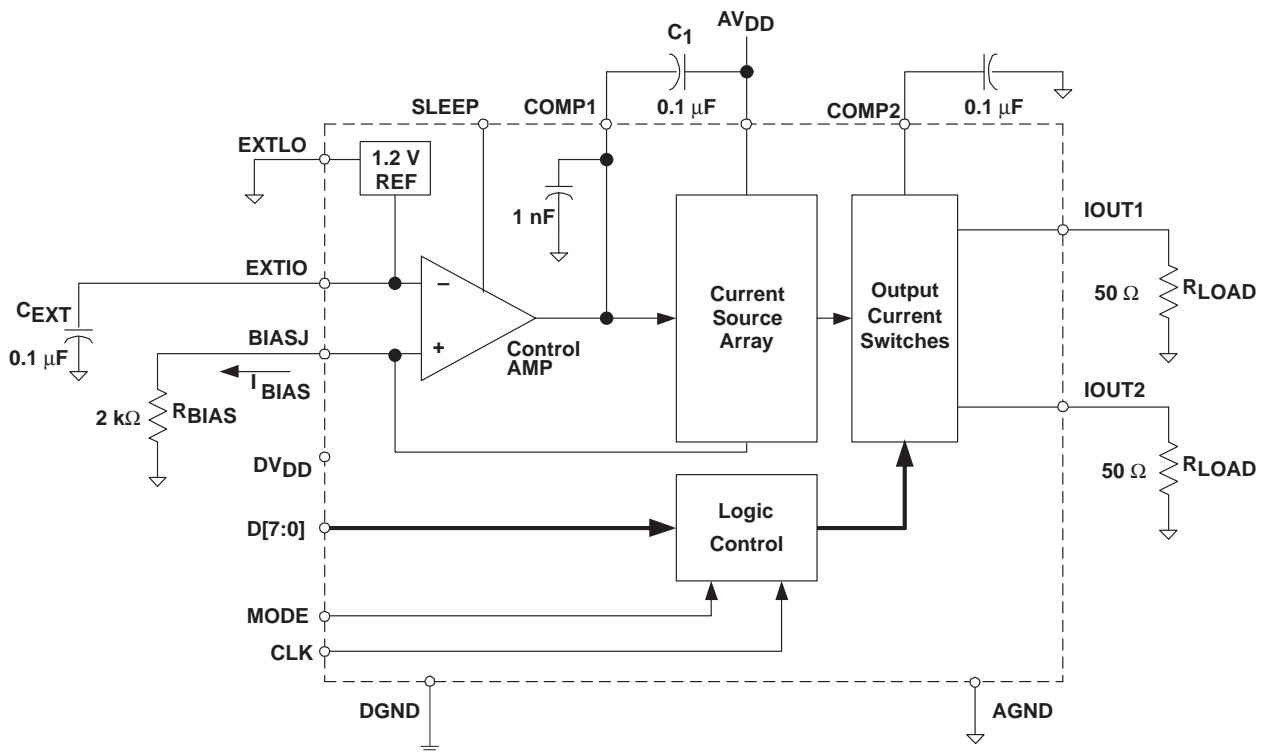 AVDD
C1
0.1 µF
0.1 µF
SLEEP
COMP1
COMP2
EXTLO
1.2 V
REF
1 nF
IOUT1
EXTIO
−
Current
Source
Array
Output
Current
Switches
50 Ω
RLOAD
CEXT
0.1 µF
BIASJ
+
Control
AMP
IBIAS
2 kΩ
RBIAS
IOUT2
DVDD
50 Ω
RLOAD
D[7:0]
Logic
Control
MODE
CLK
DGND
AGND